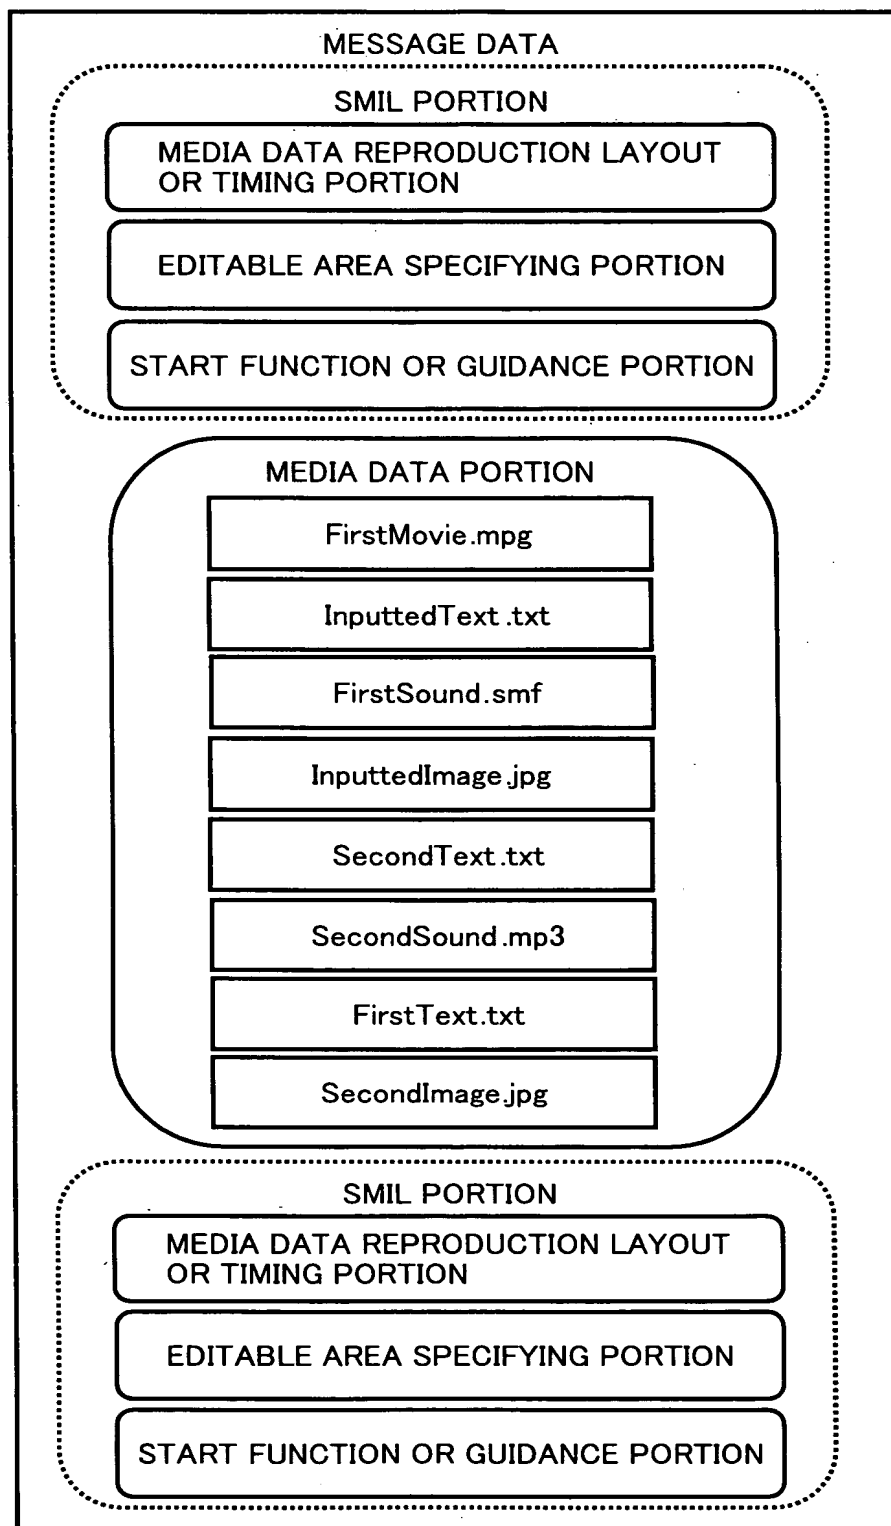 MESSAGE DATA
SMIL PORTION
MEDIA DATA REPRODUCTION LAYOUT
OR TIMING PORTION
EDITABLE AREA SPECIFYING PORTION
START FUNCTION OR GUIDANCE PORTION
MEDIA DATA PORTION
FirstMovie.mpg
InputtedText.txt
FirstSound.smf
InputtedImage.jpg
SecondText.txt
SecondSound.mp3
FirstText.txt
SecondImage.jpg
SMIL PORTION
MEDIA DATA REPRODUCTION LAYOUT
OR TIMING PORTION
EDITABLE AREA SPECIFYING PORTION
START FUNCTION OR GUIDANCE PORTION